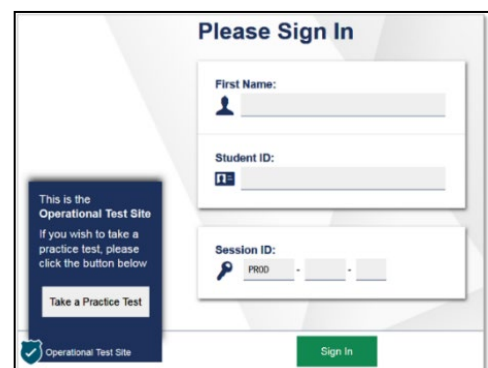 Please Sign In
First Name:
Student ID:
This is the
Operational Test Site
If you wish to take a
practice test, please
click the button below
Take a Practice Test
Session ID:
PROD - -
Operational Test Site
Sign In